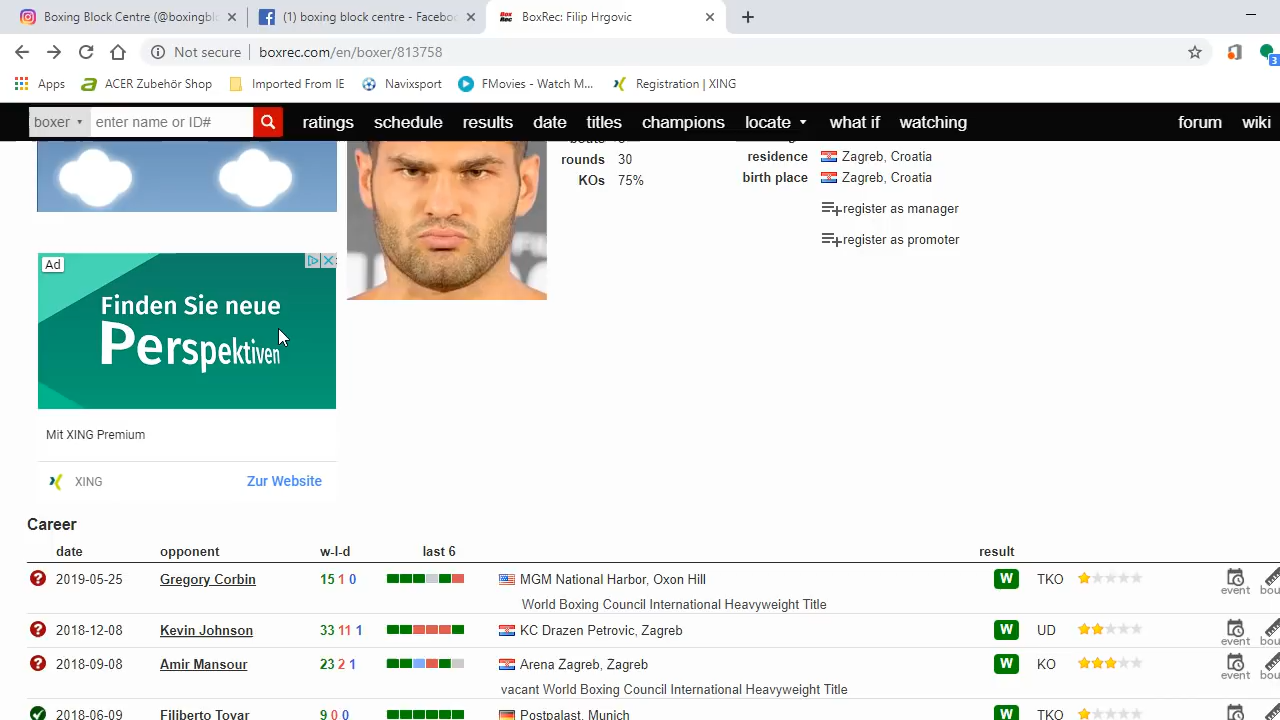 Boxing Block Centre (@boxingbl
(1) boxing block centre - Facebo
BoxRec: Filip Hrgovic
Not secure
boxrec.com/en/boxer/813758
3
Apps
ACER Zubehör Shop
Imported From IE
Navixsport
FMovies - Watch M...
Registration | XING
boxer
enter name or ID#
ratings
schedule
results
date
titles
champions
locate
what if
watching
forum
wiki
rounds 30
KOs 75%
residence Zagreb, Croatia
birth place Zagreb, Croatia
register as manager
register as promoter
Ad
Finden Sie neue
Perspektiven
Mit XING Premium
XING
Zur Website
Career
date opponent w-l-d last 6 result
2019-05-25 Gregory Corbin 15 1 0 MGM National Harbor, Oxon Hill W TKO event bou
World Boxing Council International Heavyweight Title
2018-12-08 Kevin Johnson 33 11 1 KC Drazen Petrovic, Zagreb W UD event bou
2018-09-08 Amir Mansour 23 2 1 Arena Zagreb, Zagreb W KO event bou
vacant World Boxing Council International Heavyweight Title
2018-06-09 Filiberto Tovar 9 0 0 Postpalast, Munich W TKO